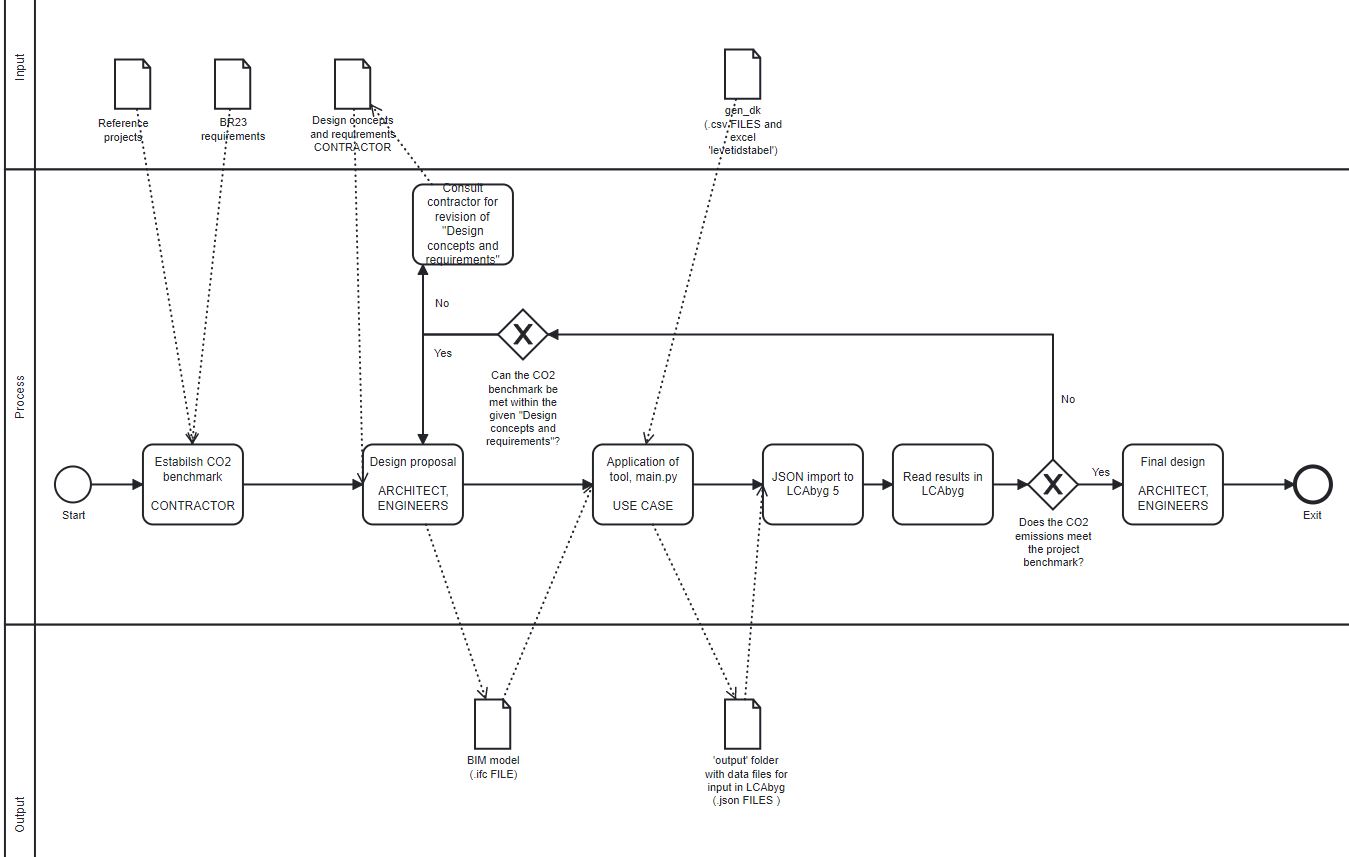 Input
Reference
projects
BR23
requirements
Design concepts
and requirements
CONTRACTOR
gen_dk
(.csv FILES and
excel
'levetidstabel')
Process
Consult
contractor for
revision of
"Design
concepts and
requirements"
No
Yes
Can the CO2
benchmark be
met within the
given "Design
concepts and
requirements"?
No
Start
Estabilsh CO2
benchmark
CONTRACTOR
Design proposal
ARCHITECT,
ENGINEERS
Application of
tool, main.py
USE CASE
JSON import to
LCAbyg 5
Read results in
LCAbyg
Yes
Does the CO2
emissions meet
the project
benchmark?
Final design
ARCHITECT,
ENGINEERS
Exit
Output
BIM model
(.ifc FILE)
'output' folder
with data files for
input in LCAbyg
(.json FILES )